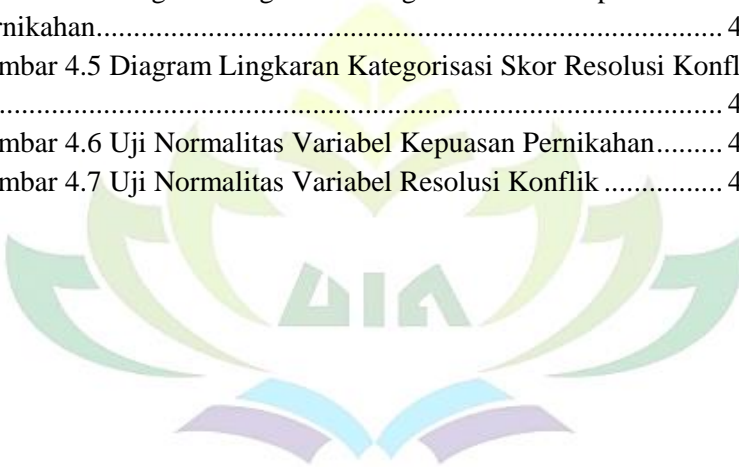 rnikahan........................................................................................ 4
mbar 4.5 Diagram Lingkaran Kategorisasi Skor Resolusi Konfl
.................................................................................................... 4
mbar 4.6 Uji Normalitas Variabel Kepuasan Pernikahan......... 4
mbar 4.7 Uji Normalitas Variabel Resolusi Konflik ................ 4
UIN